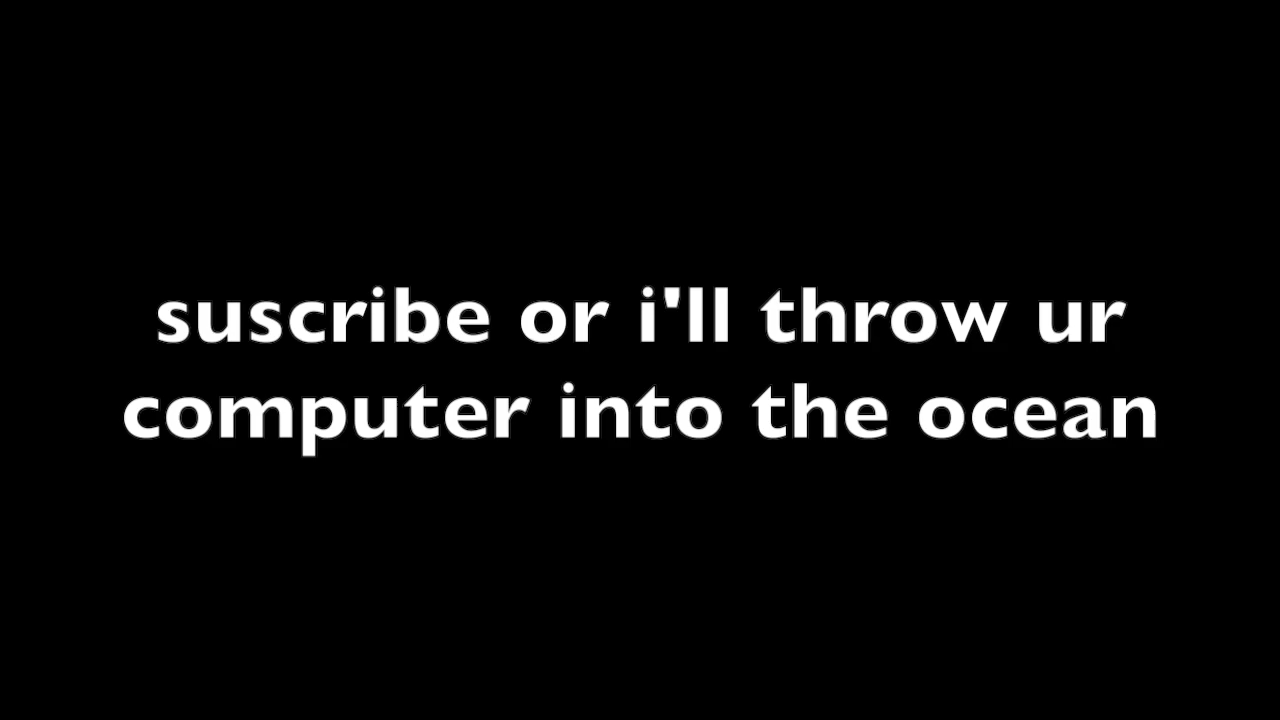 suscribe or i'll throw ur
computer into the ocean